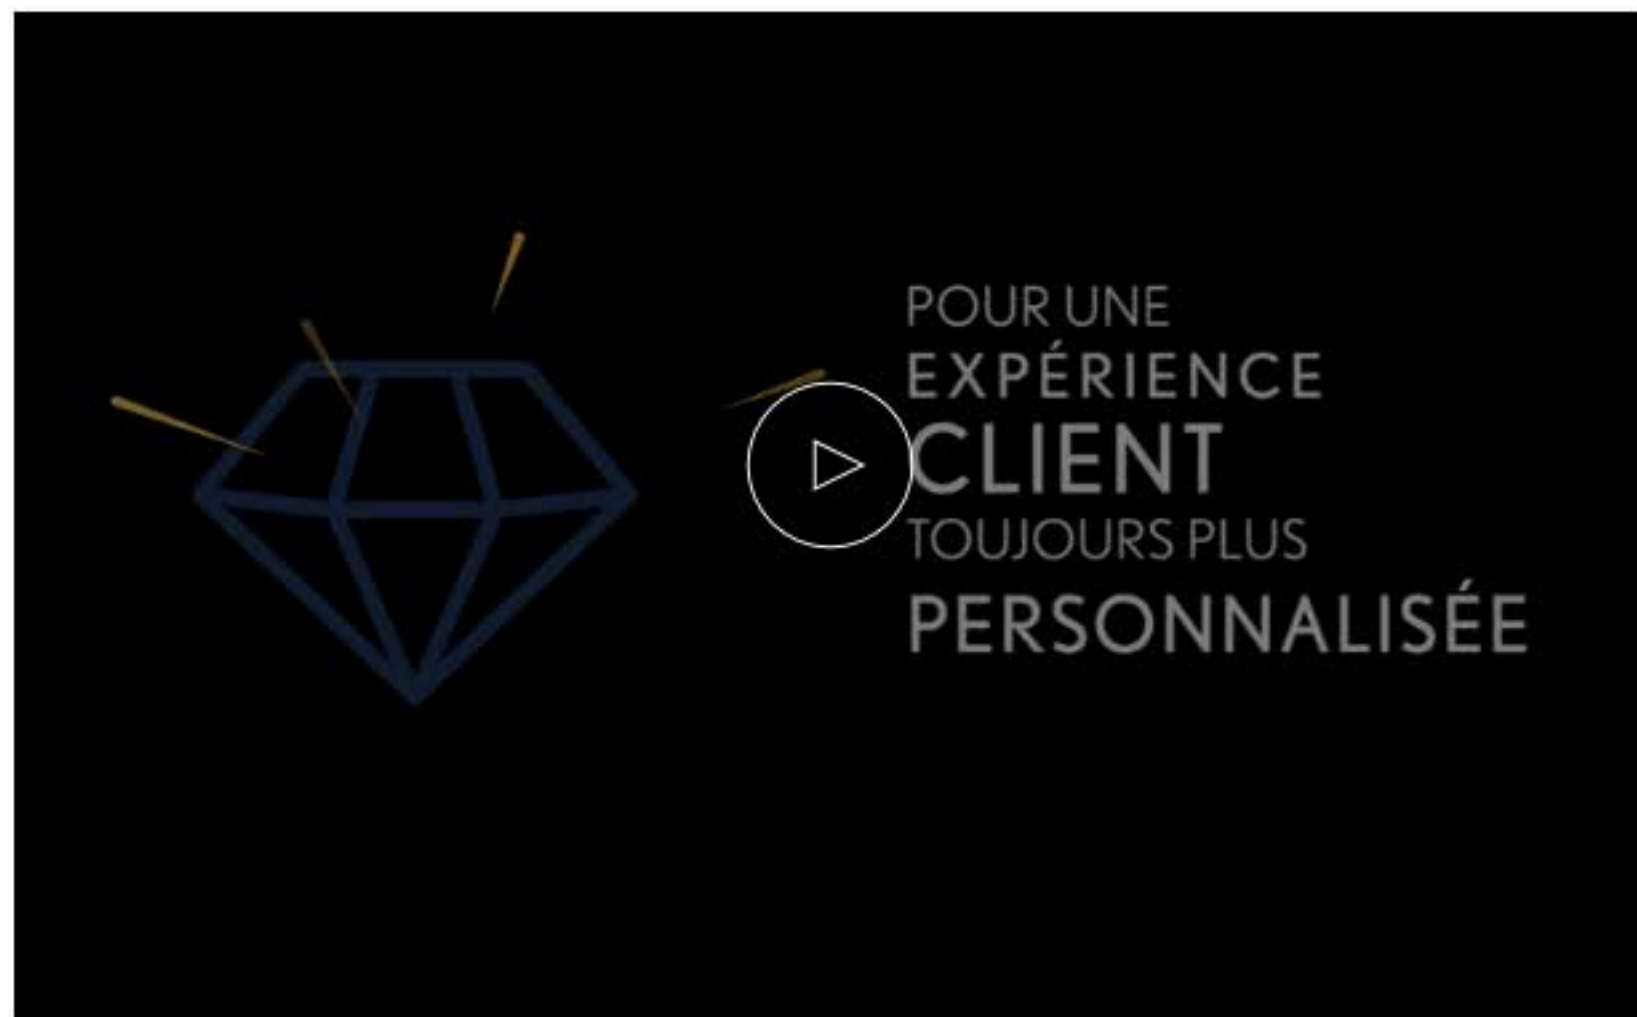 POUR UNE
EXPÉRIENCE
CLIENT
TOUJOURS PLUS
PERSONNALISÉE